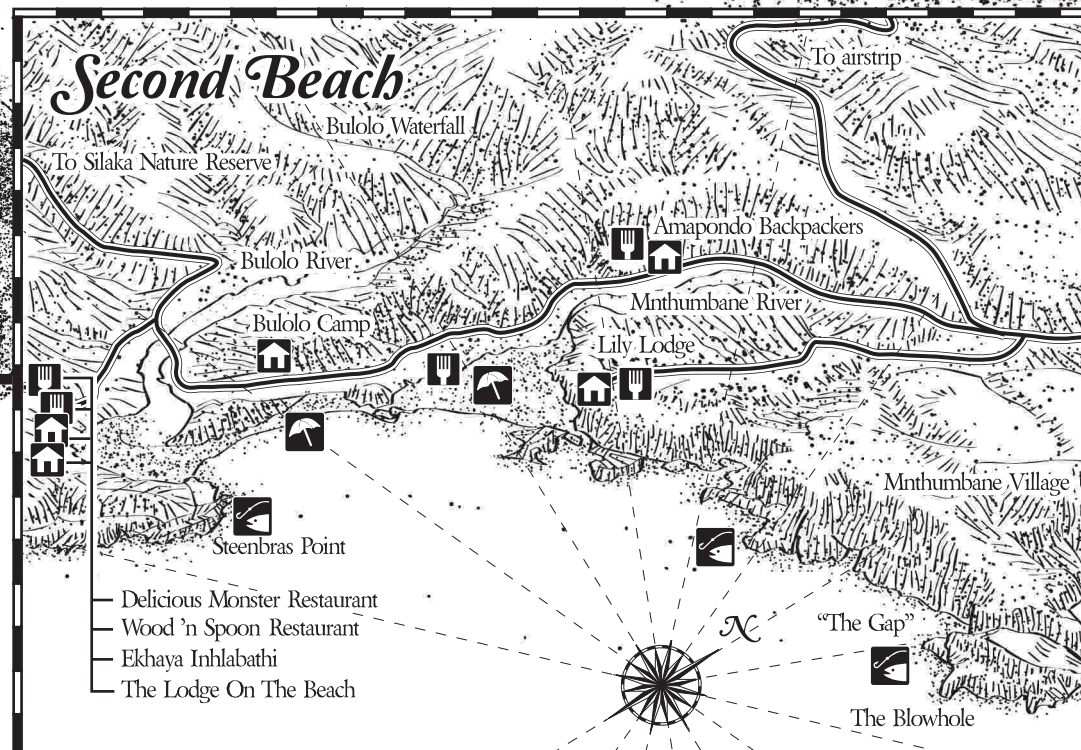 Second Beach
To airstrip
Bulolo Waterfall
To Silaka Nature Reserve
Amapondo Backpackers
Bulolo River
Mnthumbane River
Bulolo Camp
Lily Lodge
Mnthumbane Village
Steenbras Point
Delicious Monster Restaurant
Wood 'n Spoon Restaurant
Ekhaya Inhlabathi
The Lodge On The Beach
N
“The Gap”
The Blowhole